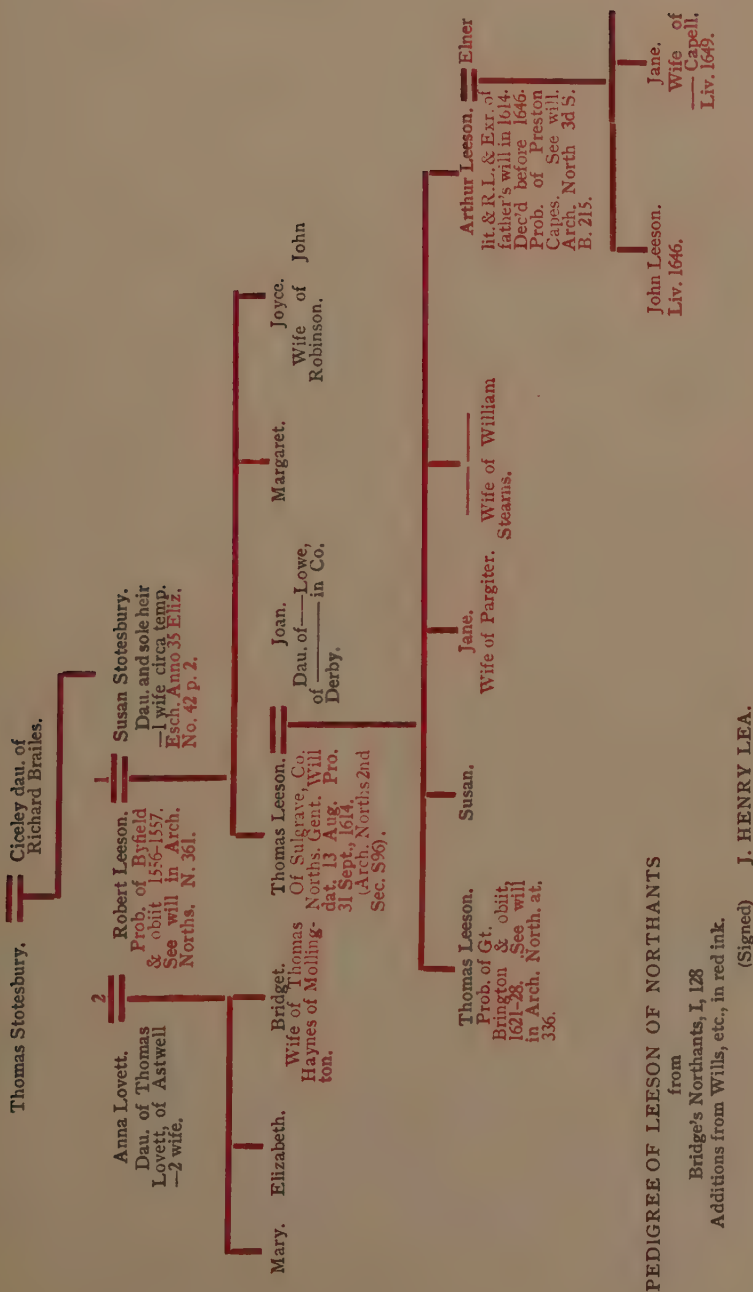 Thomas Stotesbury.
Ciceley dau. of
Richard Brailes.
Anna Lovett.
Dau. of Thomas
Lovett, of Astwell
—2 wife.
2
Robert Leeson.
Prob. of Byfield
& obiit 1556-1557.
See will in Arch.
Norths. N. 361.
1
Susan Stotesbury.
Dau. and sole heir
—1 wife circa temp.
Esch. Anno 35 Eliz.
No. 42 p. 2.
Mary.
Elizabeth.
Bridget.
Wife of Thomas
Haynes of Molling-
ton.
Thomas Leeson.
Of Sulgrave, Co.
Norths. Gent. Will
dat. 13 Aug. Pro.
31 Sept., 1614.
(Arch. Norths 2nd
Sec. S96).
Joan.
Dau. of —— Lowe,
of ———— in Co.
Derby.
Margaret.
Joyce.
Wife of John
Robinson.
Thomas Leeson.
Prob. of Gt.
Brington & obiit,
1621-28. See will
in Arch. North. at.
336.
Susan.
Jane.
Wife of Pargiter.
—— ——
Wife of William
Stearns.
Arthur Leeson.
lit. & R.L. & Exr. of
father's will in 1614.
Dec'd before 1646.
Prob. of Preston
Capes. See will.
Arch. North 3d S.
B. 215.
Elner
John Leeson.
Liv. 1646.
Jane.
Wife of
—— Capell.
Liv. 1649.
PEDIGREE OF LEESON OF NORTHANTS
from
Bridge's Northants, I, 128
Additions from Wills, etc., in red ink.
(Signed) J. HENRY LEA.